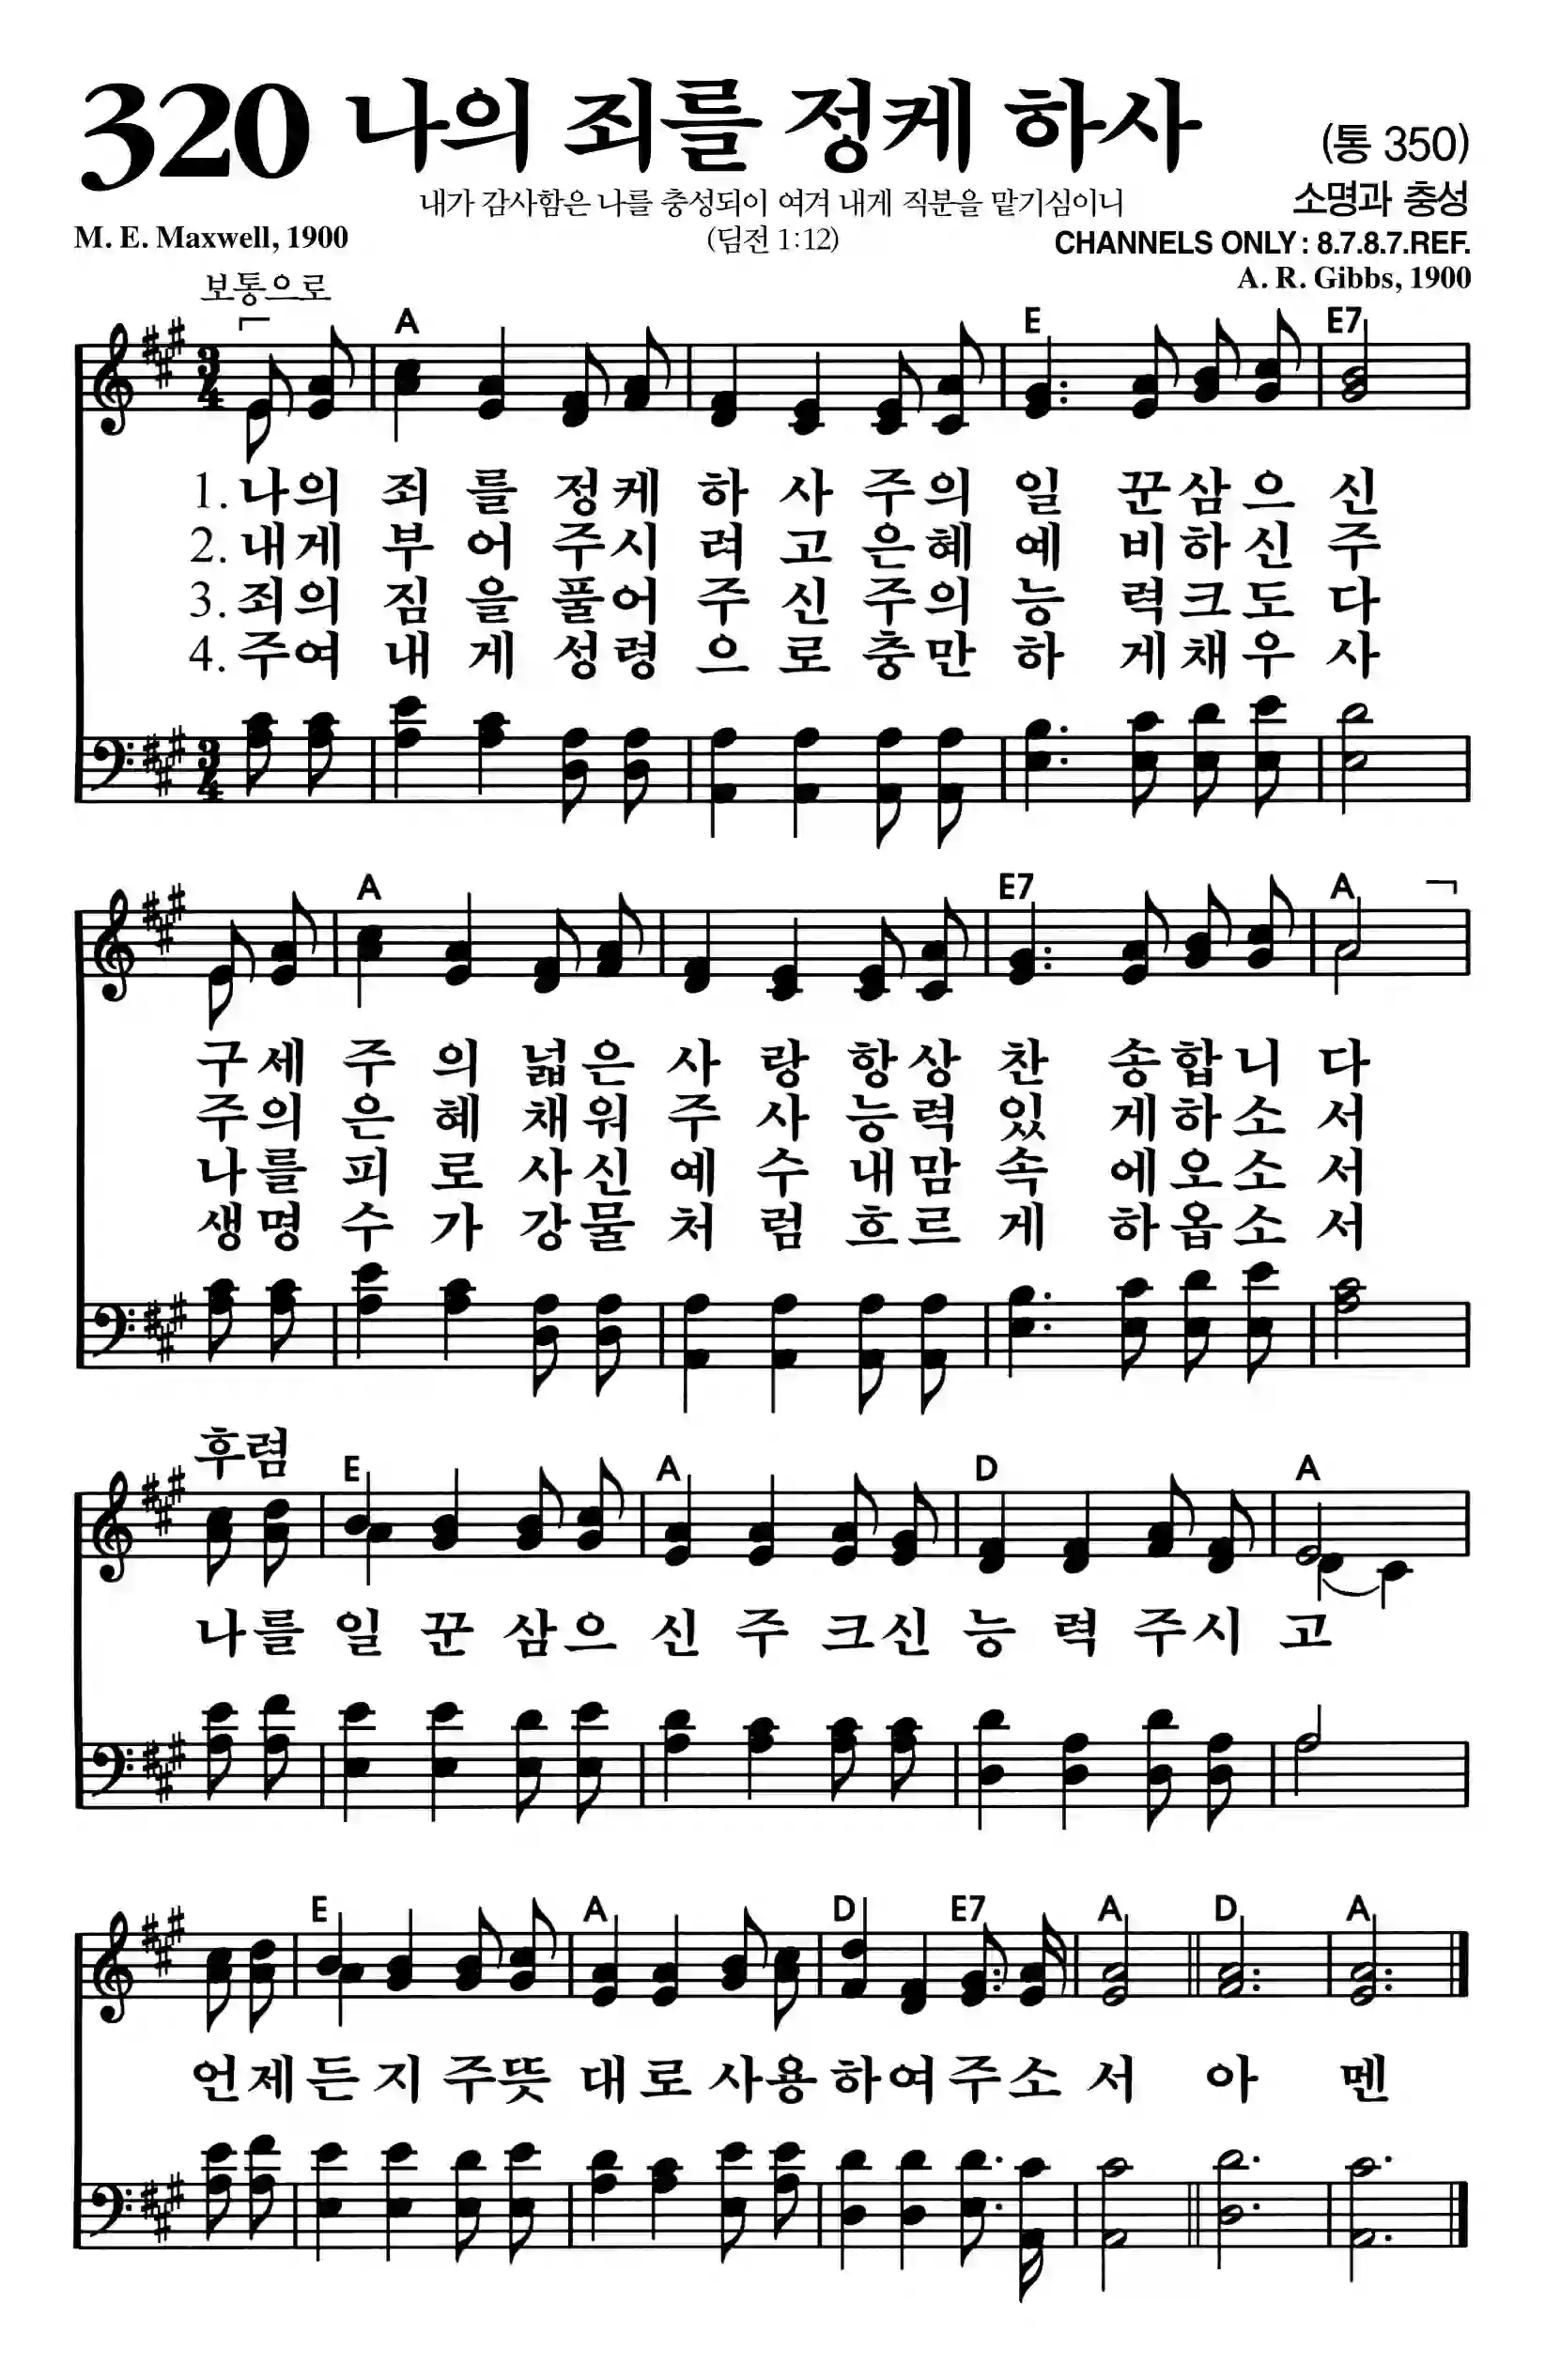 320 나의 죄를 정케 하사 (통 350)
내가 감사함은 나를 충성되이 여겨 내게 직분을 맡기심이니 소명과 충성
M. E. Maxwell, 1900 (딤전 1:12) CHANNELS ONLY: 8.7.8.7.REF.
A. R. Gibbs, 1900
보통으로
A E E7
3 4
1. 나의 죄 를 정케 하 사 주의 일 꾼삼으 신
2. 내게 부 어 주시 려 고 은혜 예 비하신 주
3. 죄의 짐 을 풀어 주 신 주의 능 력크도 다
4. 주여 내 게 성령 으 로 충만 하 게채우 사
3 4
A E7 A
구세 주 의 넓은 사 랑 항상 찬 송합니 다
주의 은 혜 채워 주 사 능력 있 게하소 서
나를 피 로 사신 예 수 내맘 속 에오소 서
생명 수 가 강물 처 럼 흐르 게 하옵소 서
후렴
E A D A
나를 일 꾼 삼으 신 주 크신 능 력 주시 고
E A D E7 A D A
언제 든 지 주뜻 대 로 사용 하여주소 서 아 멘